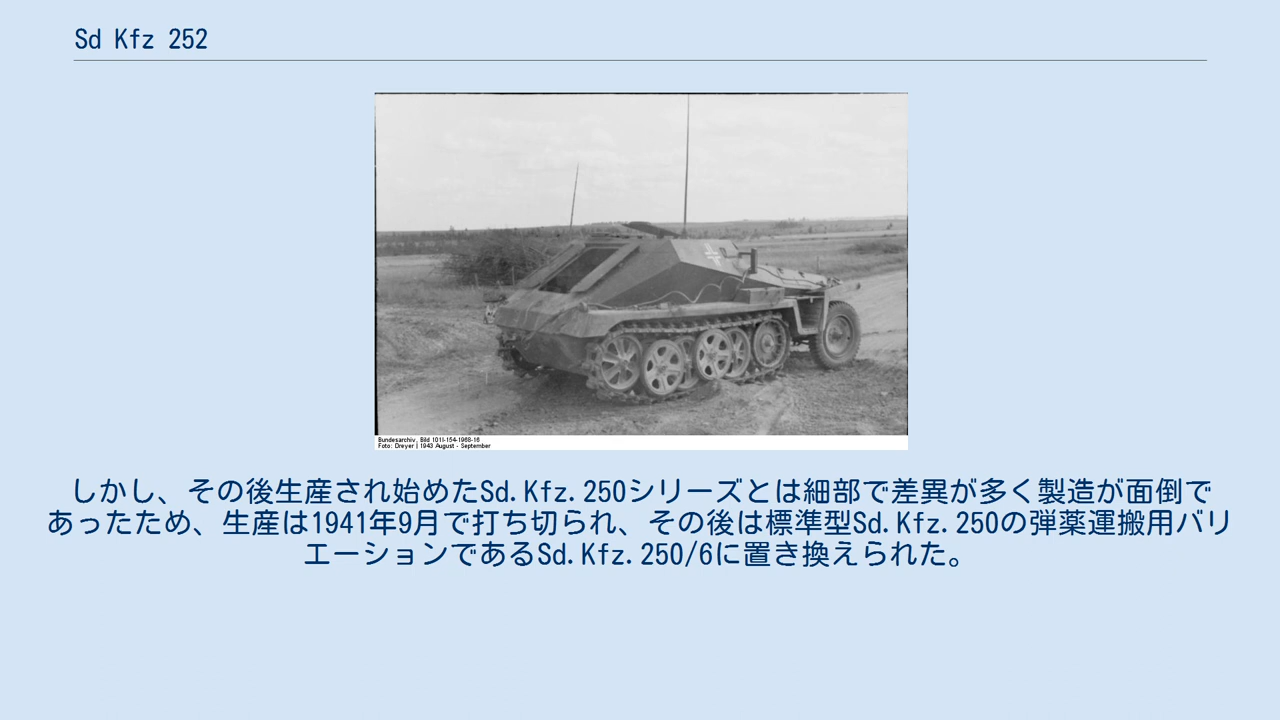 Sd Kfz 252
Bundesarchiv, Bild 101I-154-1968-16
Foto: Dreyer | 1943 August - September
しかし、その後生産され始めたSd.Kfz.250シリーズとは細部で差異が多く製造が面倒で
あったため、生産は1941年9月で打ち切られ、その後は標準型Sd.Kfz.250の弾薬運搬用バリ
エーションであるSd.Kfz.250/6に置き換えられた。